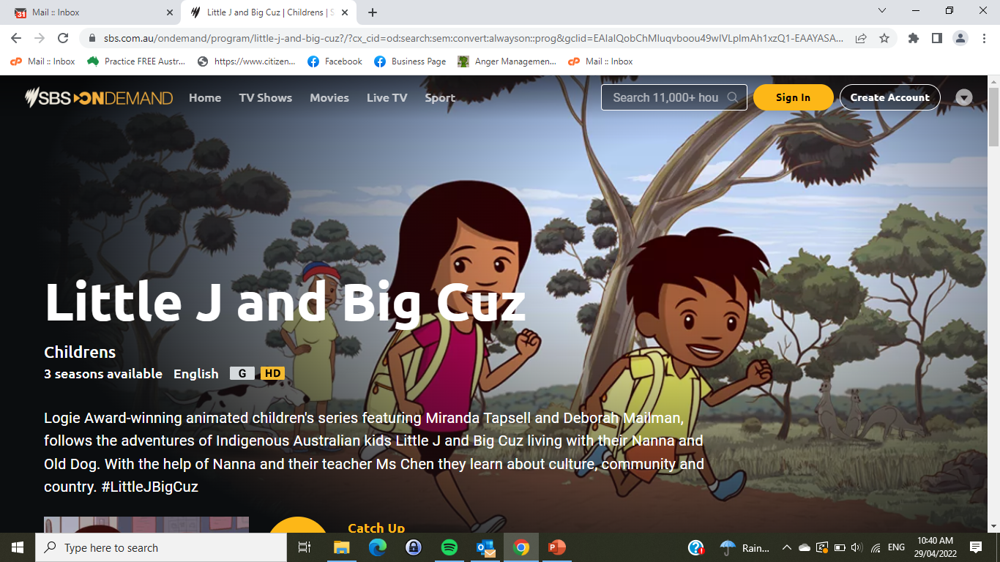 Mail :: Inbox
Little J and Big Cuz | Childrens | S
sbs.com.au/ondemand/program/little-j-and-big-cuz?/?cx_cid=od:search:sem:convert:alwayson::prog&gclid=EAIaIQobChMIuqvboou49wIVLpImAh1xzQ1-EAAYASA...
Mail :: Inbox
Practice FREE Austr...
https://www.citizen...
Facebook
Business Page
Anger Managemen...
Mail :: Inbox
SBS ONDEMAND
Home
TV Shows
Movies
Live TV
Sport
Search 11,000+ hou
Sign In
Create Account
Little J and Big Cuz
Childrens
3 seasons available English G HD
Logie Award-winning animated children's series featuring Miranda Tapsell and Deborah Mailman,
follows the adventures of Indigenous Australian kids Little J and Big Cuz living with their Nanna and
Old Dog. With the help of Nanna and their teacher Ms Chen they learn about culture, community and
country. #LittleJBigCuz
Catch Up
Type here to search
Rain...
ENG
10:40 AM
29/04/2022